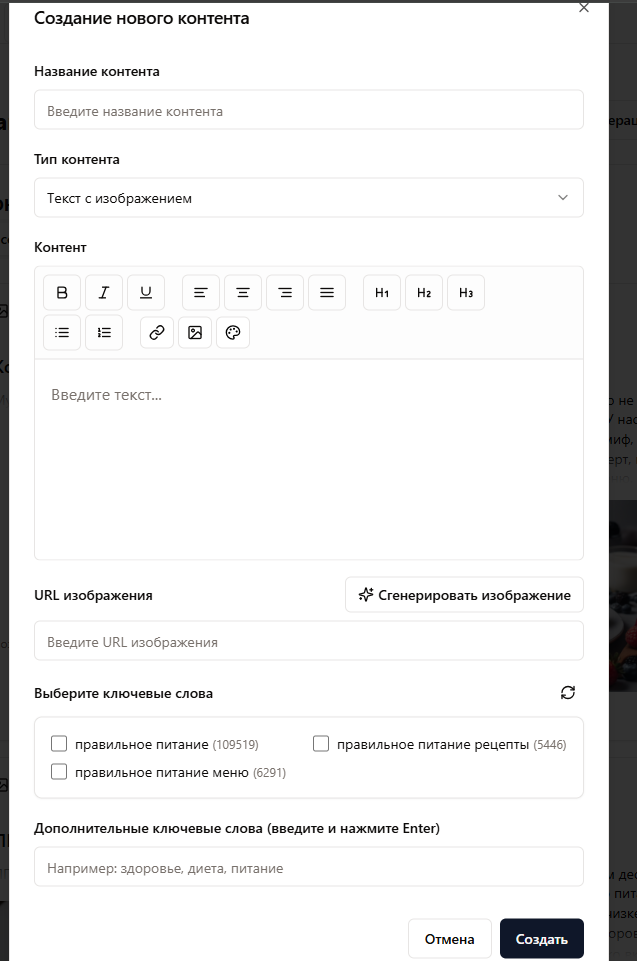 Создание нового контента
Название контента
Введите название контента
Тип контента
Текст с изображением
Контент
B I U H1 H2 H3
Введите текст...
URL изображения
Сгенерировать изображение
Введите URL изображения
Выберите ключевые слова
правильное питание (109519)
правильное питание рецепты (5446)
правильное питание меню (6291)
Дополнительные ключевые слова (введите и нажмите Enter)
Например: здоровье, диета, питание
Отмена
Создать